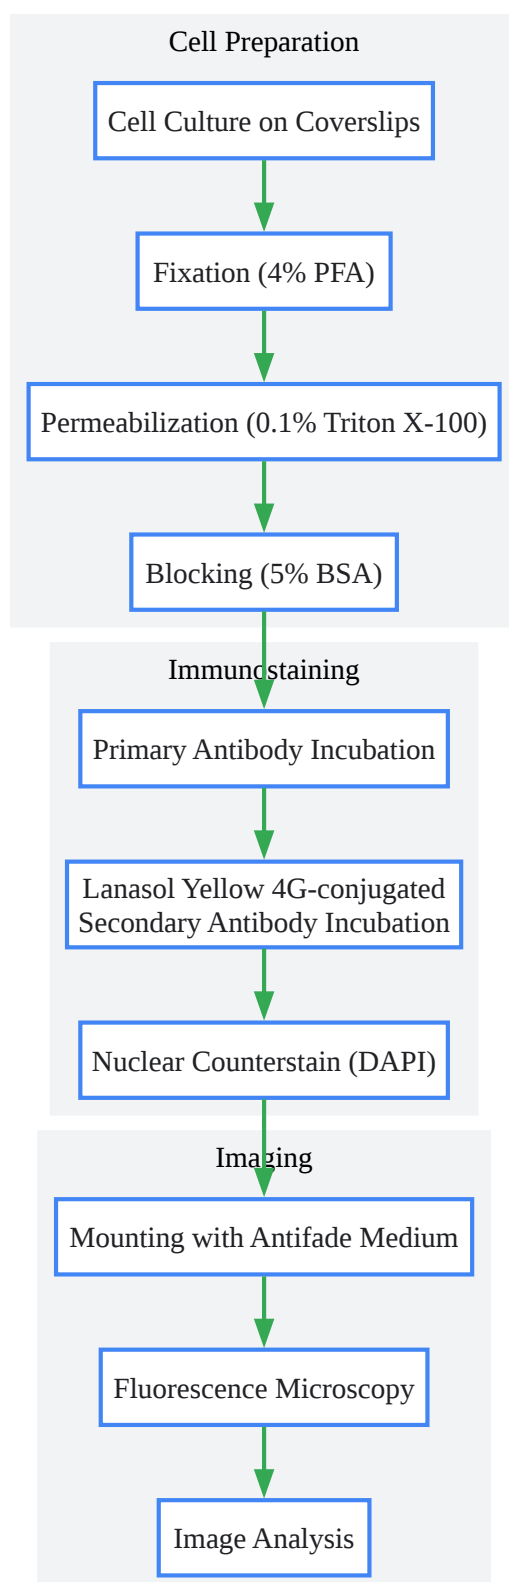 Cell Preparation
Cell Culture on Coverslips
Fixation (4% PFA)
Permeabilization (0.1% Triton X-100)
Blocking (5% BSA)
Immunostaining
Primary Antibody Incubation
Lanasol Yellow 4G-conjugated
Secondary Antibody Incubation
Nuclear Counterstain (DAPI)
Imaging
Mounting with Antifade Medium
Fluorescence Microscopy
Image Analysis